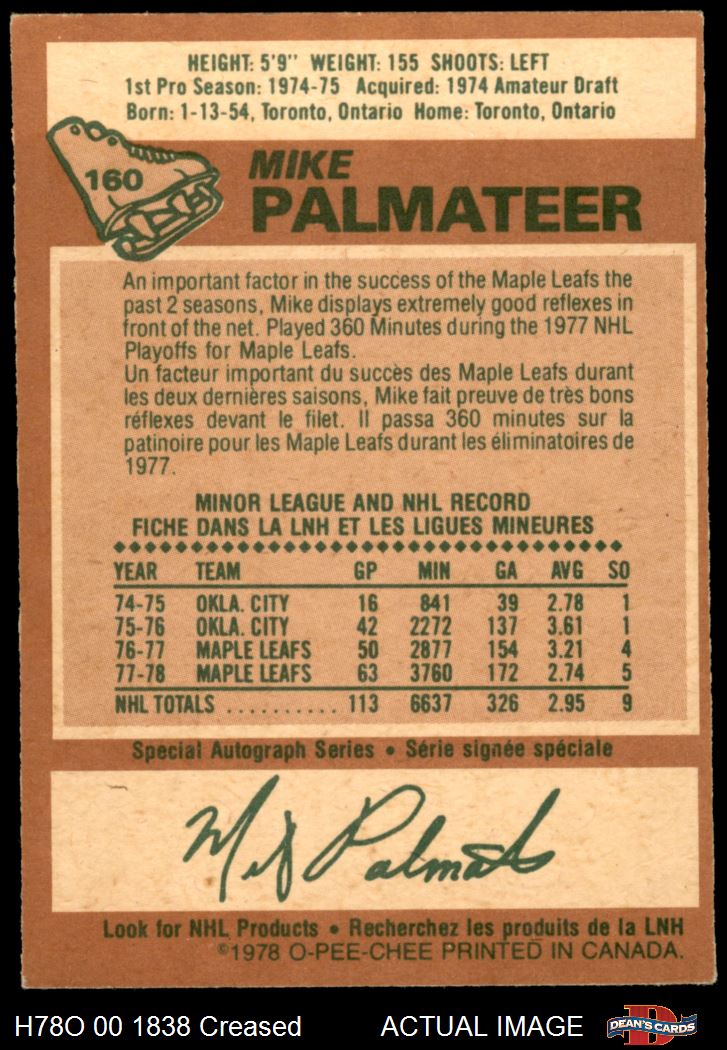 HEIGHT: 5'9" WEIGHT: 155 SHOOTS: LEFT
1st Pro Season: 1974-75 Acquired: 1974 Amateur Draft
Born: 1-13-54, Toronto, Ontario Home: Toronto, Ontario
160
MIKE
PALMATEER
An important factor in the success of the Maple Leafs the
past 2 seasons, Mike displays extremely good reflexes in
front of the net. Played 360 Minutes during the 1977 NHL
Playoffs for Maple Leafs.
Un facteur important du succès des Maple Leafs durant
les deux dernières saisons, Mike fait preuve de très bons
réflexes devant le filet. Il passa 360 minutes sur la
patinoire pour les Maple Leafs durant les éliminatoires de
1977.
MINOR LEAGUE AND NHL RECORD
FICHE DANS LA LNH ET LES LIGUES MINEURES
YEAR TEAM GP MIN GA AVG SO
74-75 OKLA. CITY 16 841 39 2.78 1
75-76 OKLA. CITY 42 2272 137 3.61 1
76-77 MAPLE LEAFS 50 2877 154 3.21 4
77-78 MAPLE LEAFS 63 3760 172 2.74 5
NHL TOTALS .......... 113 6637 326 2.95 9
Special Autograph Series • Série signée spéciale
Mike Palmateer
Look for NHL Products • Recherchez les produits de la LNH
©1978 O-PEE-CHEE PRINTED IN CANADA.
H78O 00 1838 Creased ACTUAL IMAGE
D
DEAN'S CARDS